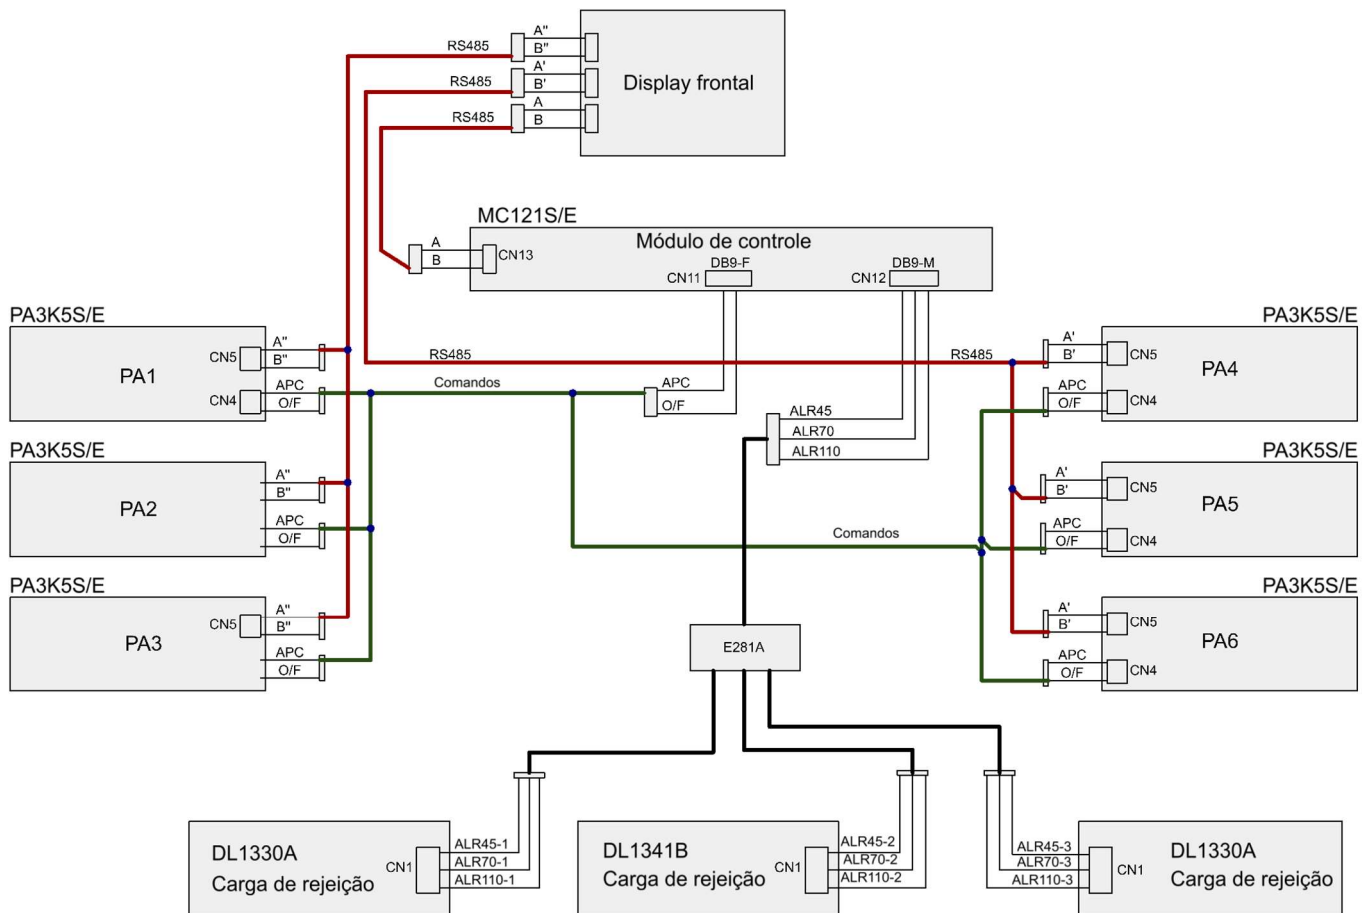 A"
RS485
B"
A'
RS485
B'
Display frontal
A
RS485
B
MC121S/E
Módulo de controle
A
B
CN13
DB9-F
CN11
DB9-M
CN12
PA3K5S/E
PA1
CN5
A"
B"
CN4
APC
O/F
RS485
Comandos
APC
O/F
ALR45
ALR70
ALR110
PA3K5S/E
RS485
A'
B'
CN5
PA4
APC
O/F
CN4
PA3K5S/E
PA2
A"
B"
APC
O/F
PA3K5S/E
A'
B'
CN5
PA5
APC
O/F
CN4
Comandos
PA3K5S/E
PA3
CN5
A"
B"
APC
O/F
PA3K5S/E
A'
B'
CN5
PA6
APC
O/F
CN4
E281A
DL1330A
Carga de rejeição
CN1
ALR45-1
ALR70-1
ALR110-1
DL1341B
Carga de rejeição
CN1
ALR45-2
ALR70-2
ALR110-2
ALR45-3
ALR70-3
ALR110-3
CN1
DL1330A
Carga de rejeição